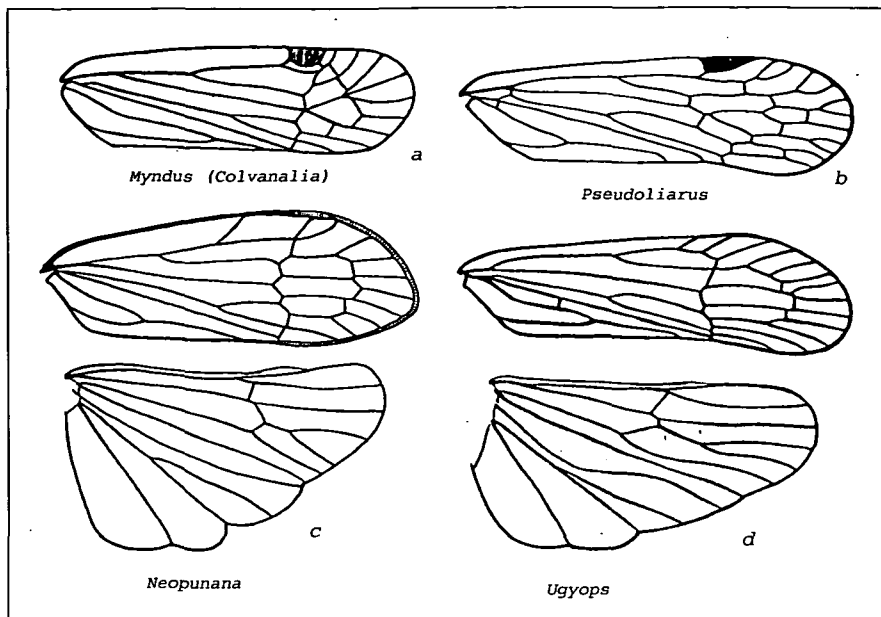 a
Myndus (Colvanalia)
b
Pseudoliarus
c
Neopunana
d
Ugyops